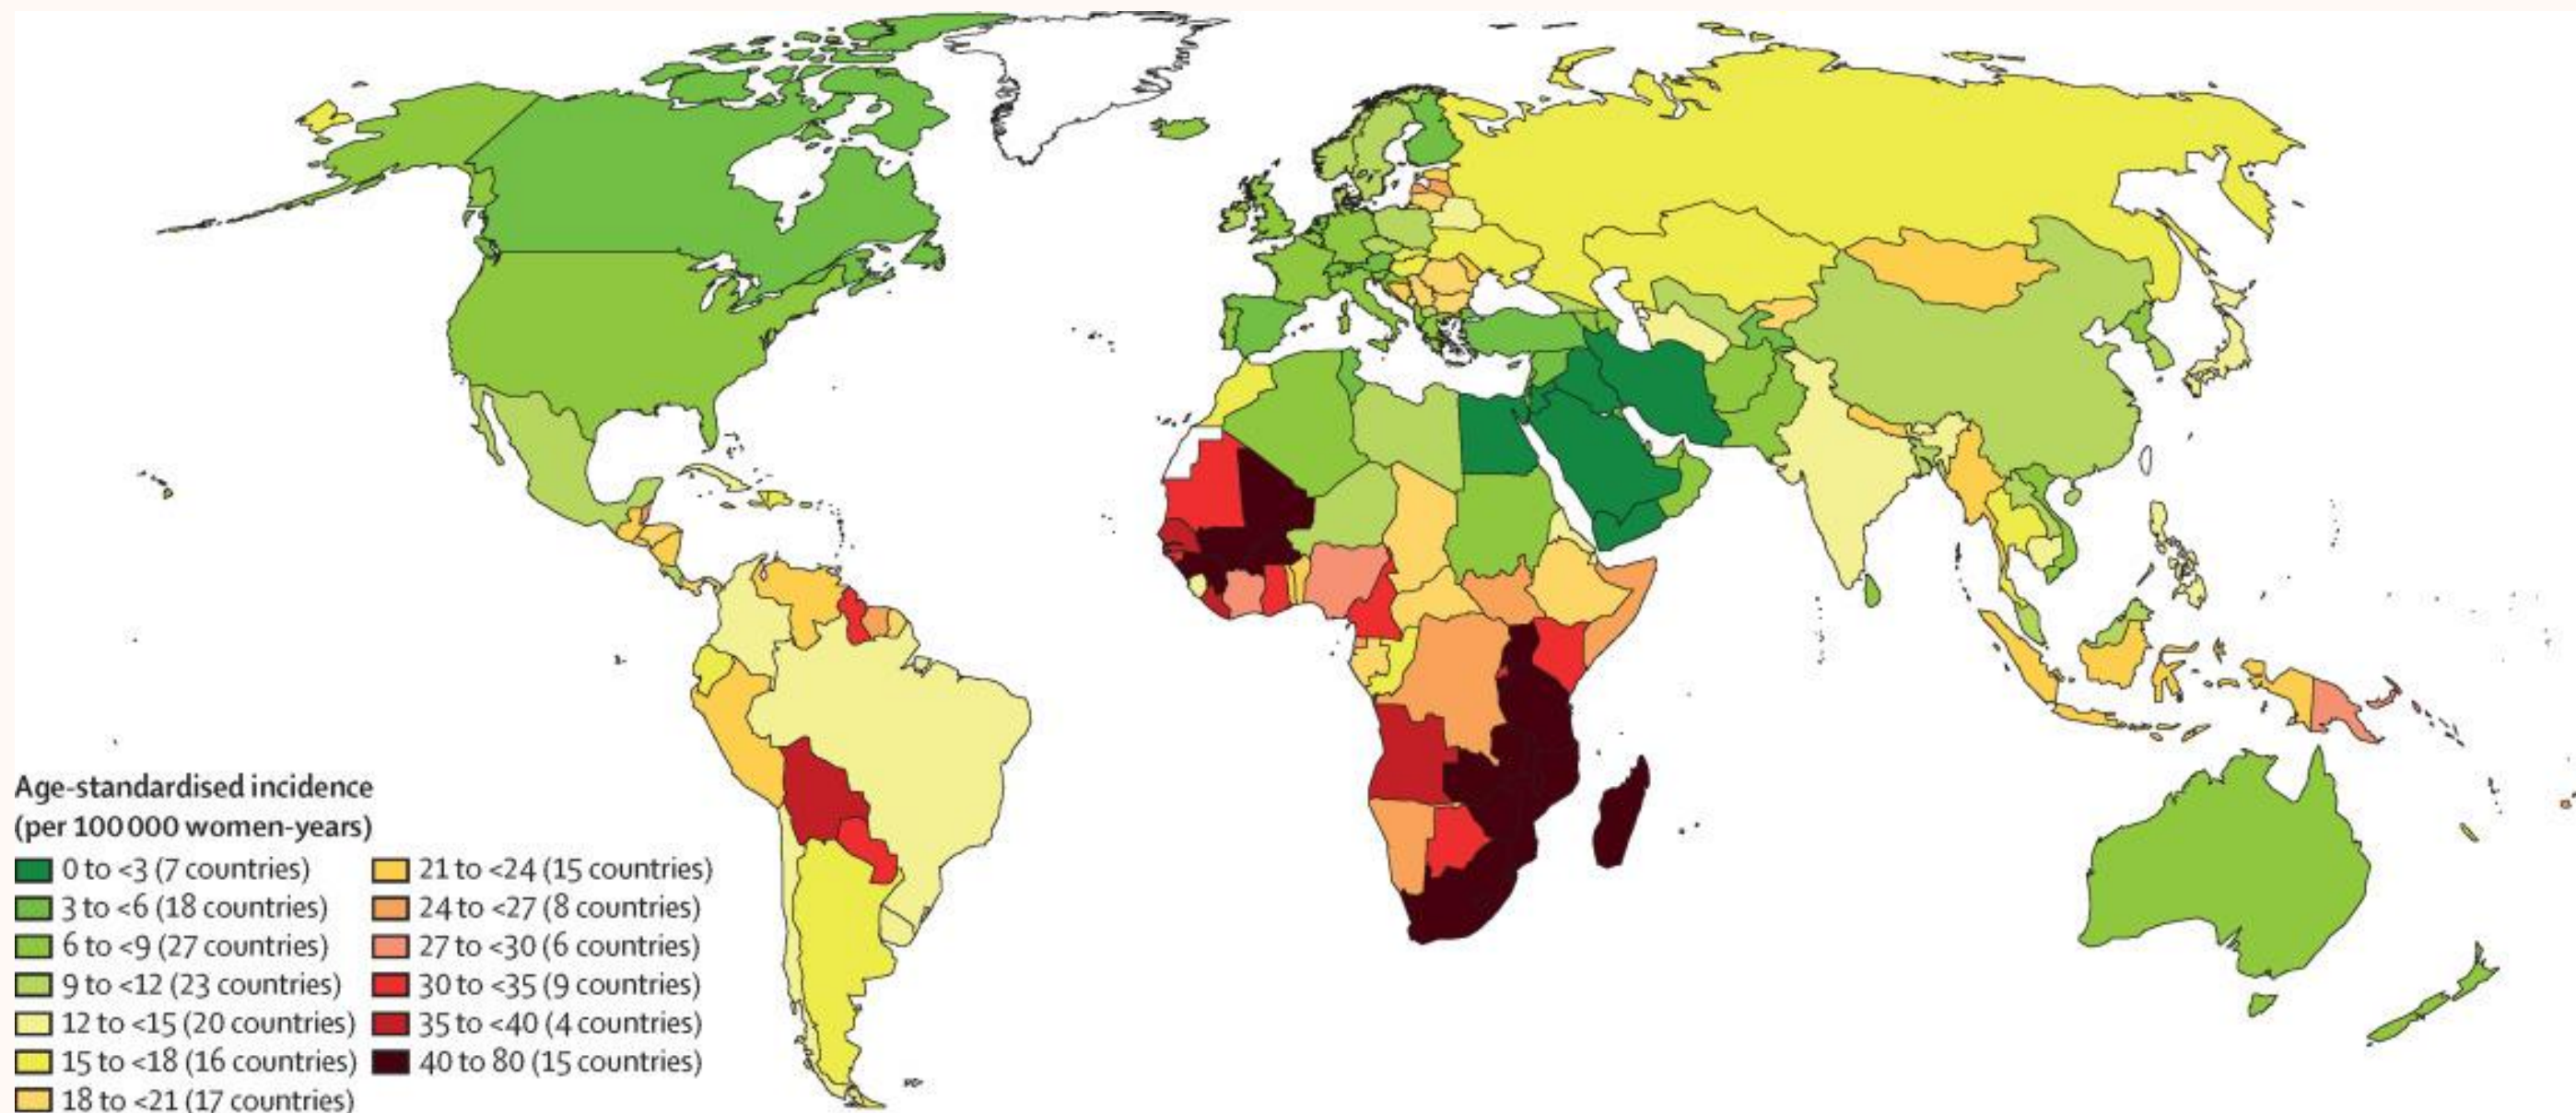 Age-standardised incidence
(per 100 000 women-years)
0 to <3 (7 countries)
3 to <6 (18 countries)
6 to <9 (27 countries)
9 to <12 (23 countries)
12 to <15 (20 countries)
15 to <18 (16 countries)
18 to <21 (17 countries)
21 to <24 (15 countries)
24 to <27 (8 countries)
27 to <30 (6 countries)
30 to <35 (9 countries)
35 to <40 (4 countries)
40 to 80 (15 countries)